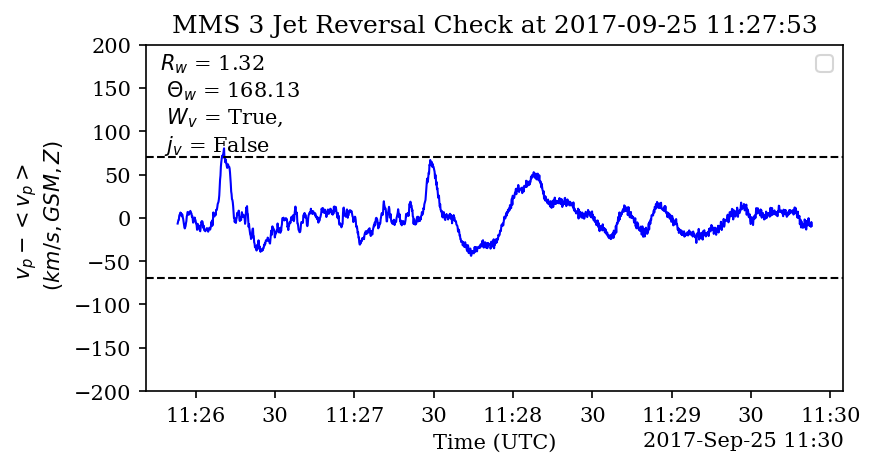 MMS 3 Jet Reversal Check at 2017-09-25 11:27:53
R_w = 1.32
Θ_w = 168.13
W_v = True,
j_v = False
200
150
100
50
0
−50
−100
−150
−200
v_p − < v_p >
(km/s, GSM, Z)
11:26 30 11:27 30 11:28 30 11:29 30 11:30
Time (UTC) 2017-Sep-25 11:30